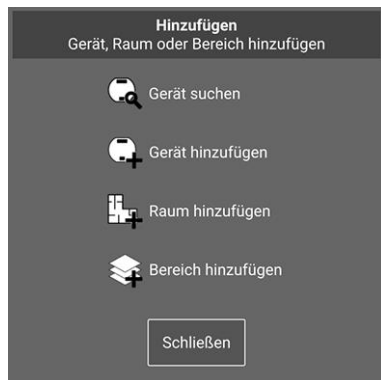 Hinzufügen
Gerät, Raum oder Bereich hinzufügen
Gerät suchen
Gerät hinzufügen
Raum hinzufügen
Bereich hinzufügen
Schließen